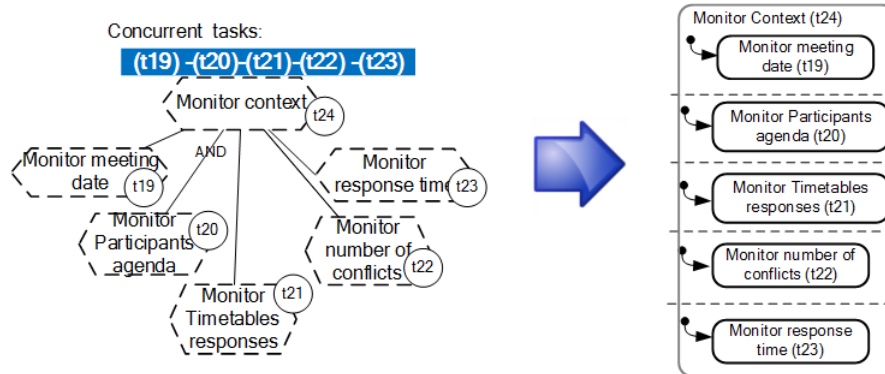 Concurrent tasks:
(t19) -(t20)-(t21)-(t22) -(t23)
Monitor context
t24
AND
Monitor meeting
date
t19
Monitor
response time
t23
Monitor
Participants
agenda
t20
Monitor
number of
conflicts
t22
Monitor
Timetables
responses
t21
Monitor Context (t24)
Monitor meeting
date (t19)
Monitor Participants
agenda (t20)
Monitor Timetables
responses (t21)
Monitor number of
conflicts (t22)
Monitor response
time (t23)